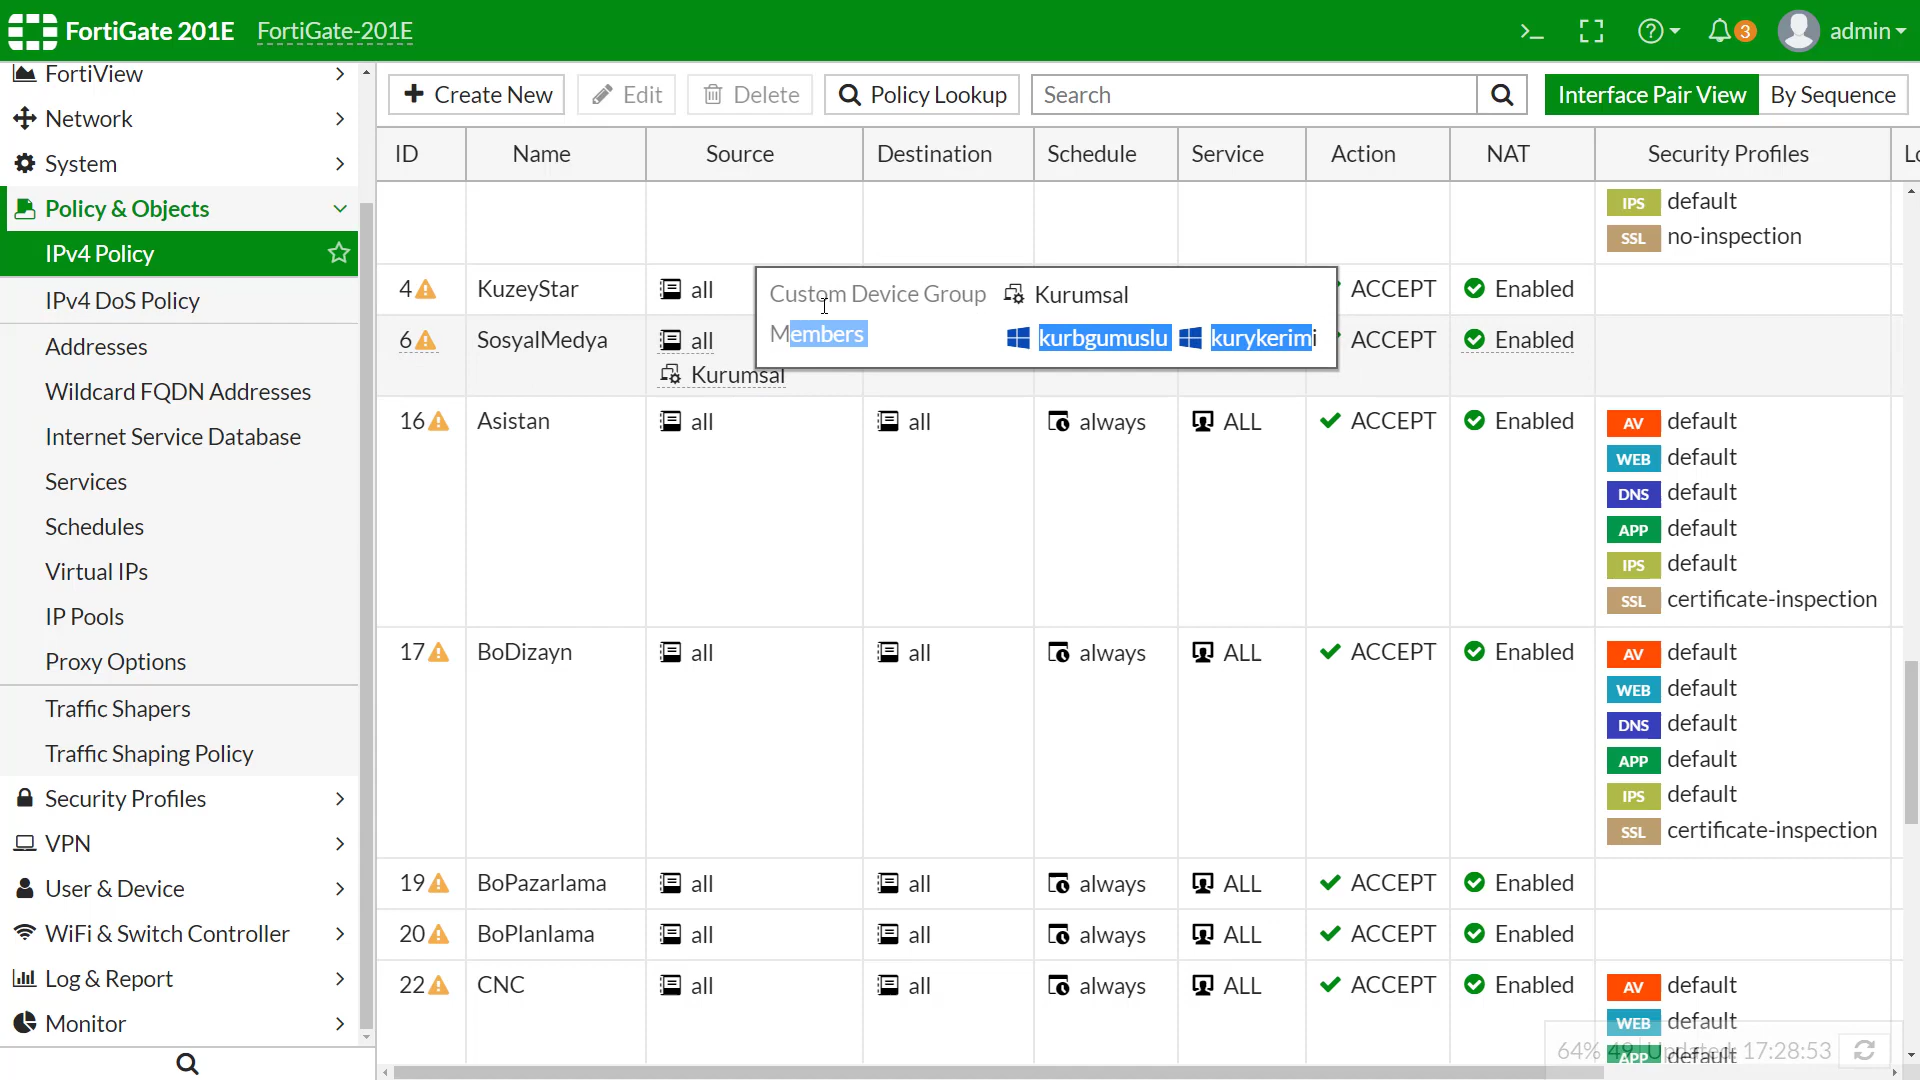 FortiGate 201E FortiGate-201E 3 admin
FortiView
Network
System
Policy & Objects
IPv4 Policy
IPv4 DoS Policy
Addresses
Wildcard FQDN Addresses
Internet Service Database
Services
Schedules
Virtual IPs
IP Pools
Proxy Options
Traffic Shapers
Traffic Shaping Policy
Security Profiles
VPN
User & Device
WiFi & Switch Controller
Log & Report
Monitor
Create New Edit Delete Policy Lookup Search Interface Pair View By Sequence
ID Name Source Destination Schedule Service Action NAT Security Profiles Lo
IPS default
SSL no-inspection
4 KuzeyStar all ACCEPT Enabled
Custom Device Group Kurumsal
Members kurbgumuslu kurykerimi
6 SosyalMedya all ACCEPT Enabled
Kurumsal
16 Asistan all all always ALL ACCEPT Enabled AV default
WEB default
DNS default
APP default
IPS default
SSL certificate-inspection
17 BoDizayn all all always ALL ACCEPT Enabled AV default
WEB default
DNS default
APP default
IPS default
SSL certificate-inspection
19 BoPazarlama all all always ALL ACCEPT Enabled
20 BoPlanlama all all always ALL ACCEPT Enabled
22 CNC all all always ALL ACCEPT Enabled AV default
WEB default
APP default
64% 49 Updated: 17:28:53